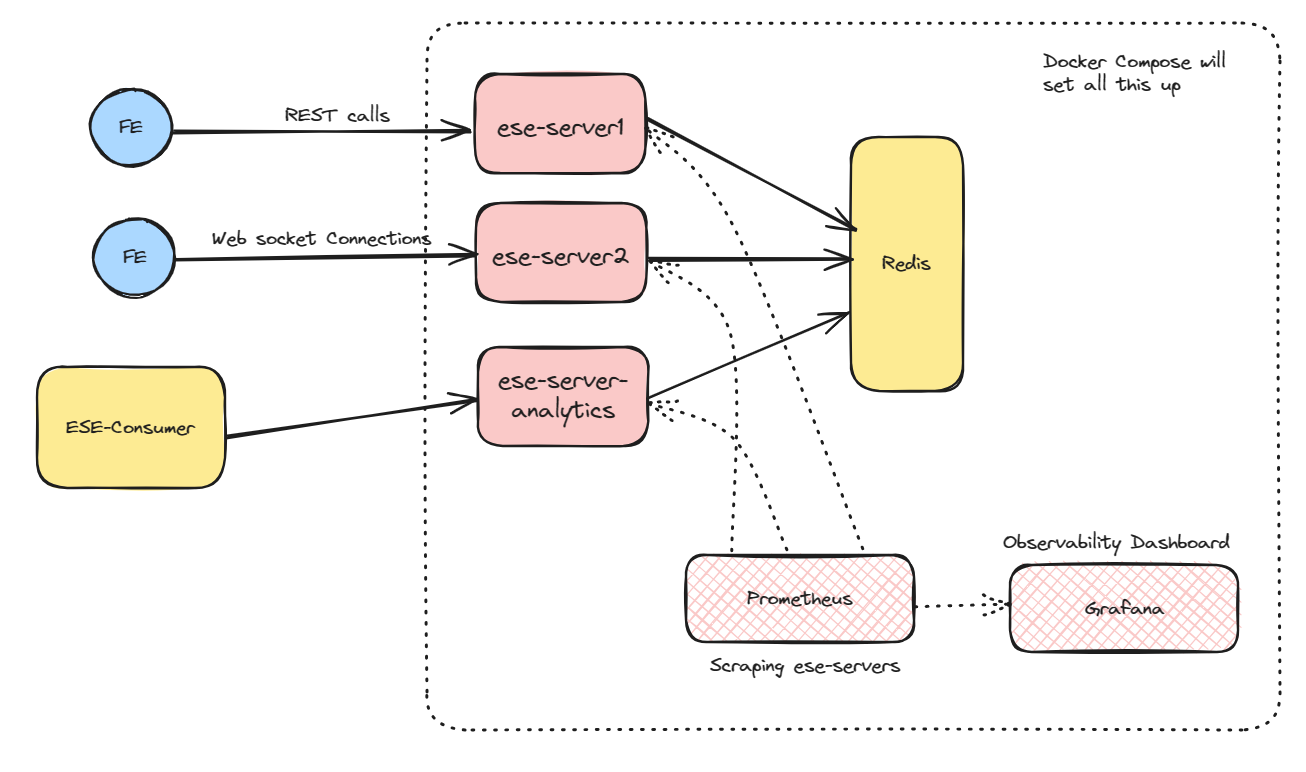 Docker Compose will
set all this up
FE
REST calls
ese-server1
FE
Web socket Connections
ese-server2
Redis
ESE-Consumer
ese-server-
analytics
Observability Dashboard
Prometheus
Grafana
Scraping ese-servers